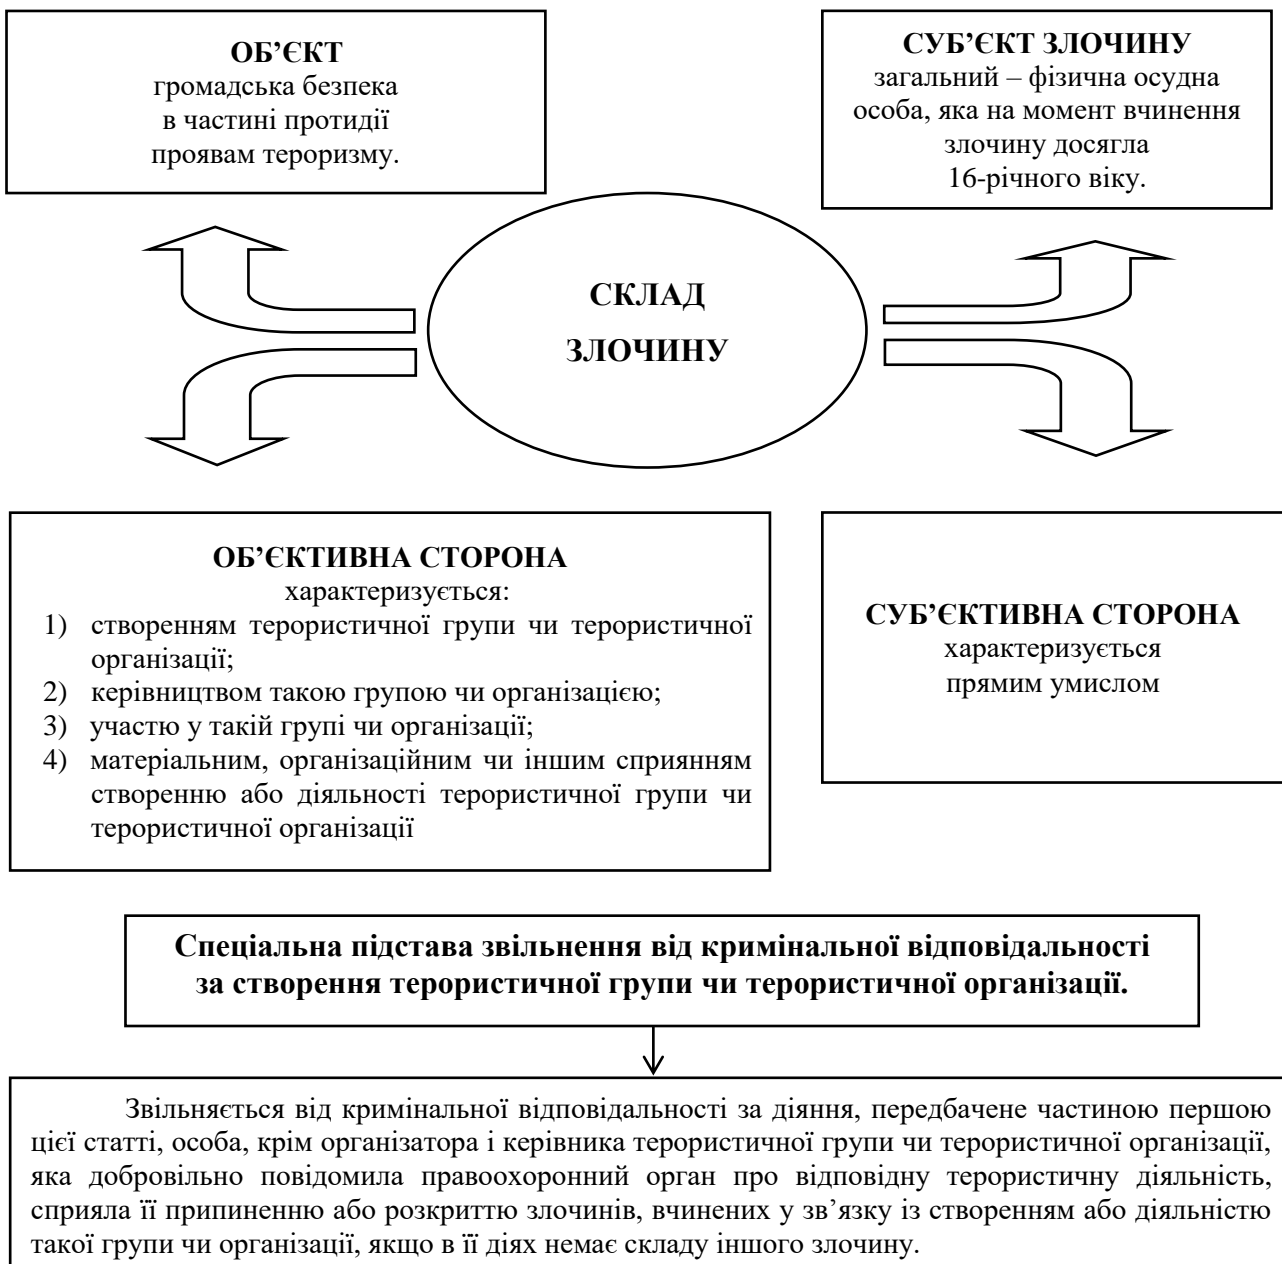 ОБ’ЄКТ
громадська безпека
в частині протидії
проявам тероризму.
СУБ’ЄКТ ЗЛОЧИНУ
загальний – фізична осудна
особа, яка на момент вчинення
злочину досягла
16-річного віку.
СКЛАД
ЗЛОЧИНУ
ОБ’ЄКТИВНА СТОРОНА
характеризується:
1) створенням терористичної групи чи терористичної
організації;
2) керівництвом такою групою чи організацією;
3) участю у такій групі чи організації;
4) матеріальним, організаційним чи іншим сприянням
створенню або діяльності терористичної групи чи
терористичної організації
СУБ’ЄКТИВНА СТОРОНА
характеризується
прямим умислом
Спеціальна підстава звільнення від кримінальної відповідальності
за створення терористичної групи чи терористичної організації.
Звільняється від кримінальної відповідальності за діяння, передбачене частиною першою
цієї статті, особа, крім організатора і керівника терористичної групи чи терористичної організації,
яка добровільно повідомила правоохоронний орган про відповідну терористичну діяльність,
сприяла її припиненню або розкриттю злочинів, вчинених у зв’язку із створенням або діяльністю
такої групи чи організації, якщо в її діях немає складу іншого злочину.